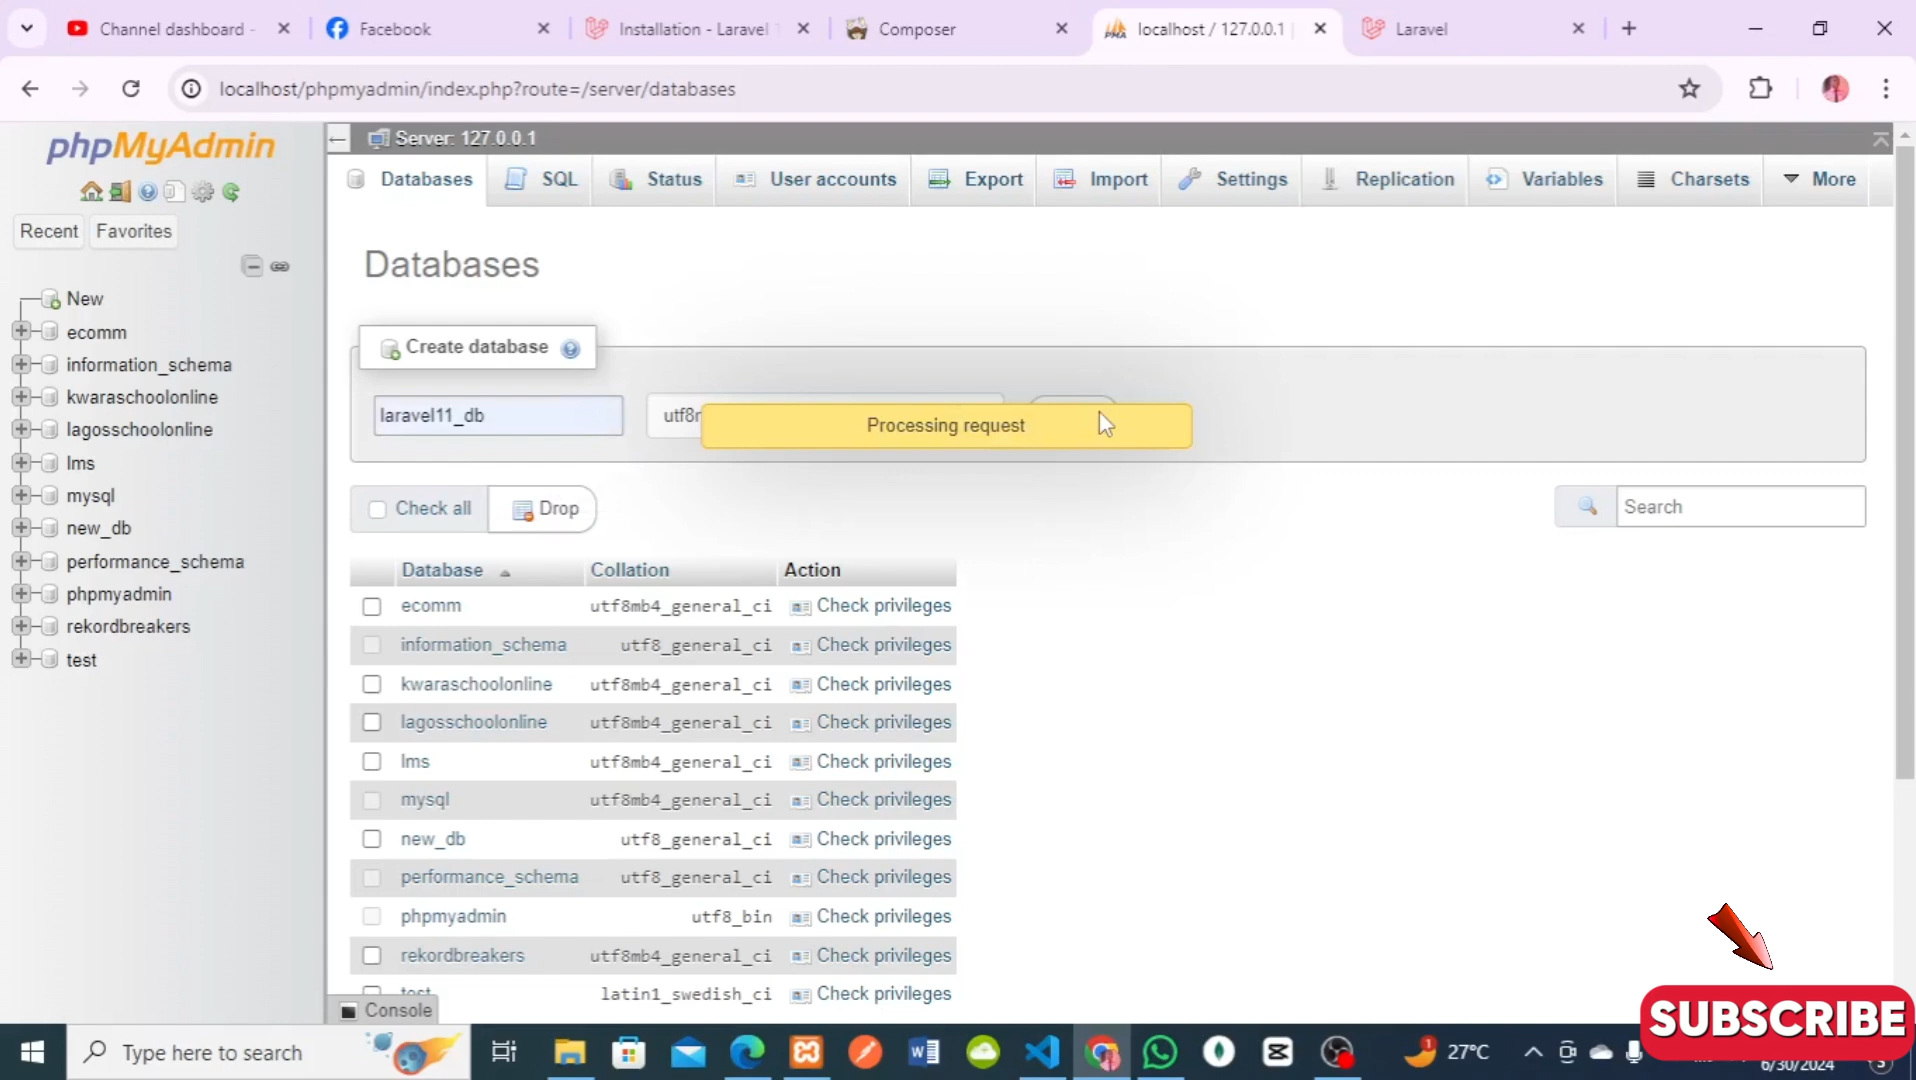 Channel dashboard -
Facebook
Installation - Laravel
Composer
localhost / 127.0.0.1
Laravel
localhost/phpmyadmin/index.php?route=/server/databases
phpMyAdmin
Server: 127.0.0.1
Databases
SQL
Status
User accounts
Export
Import
Settings
Replication
Variables
Charsets
More
Recent
Favorites
New
ecomm
information_schema
kwaraschoolonline
lagosschoolonline
lms
mysql
new_db
performance_schema
phpmyadmin
rekordbreakers
test
Databases
Create database
laravel11_db
Processing request
Check all
Drop
Search
Database Collation Action
ecomm utf8mb4_general_ci Check privileges
information_schema utf8_general_ci Check privileges
kwaraschoolonline utf8mb4_general_ci Check privileges
lagosschoolonline utf8mb4_general_ci Check privileges
lms utf8mb4_general_ci Check privileges
mysql utf8mb4_general_ci Check privileges
new_db utf8_general_ci Check privileges
performance_schema utf8_general_ci Check privileges
phpmyadmin utf8_bin Check privileges
rekordbreakers utf8mb4_general_ci Check privileges
test latin1_swedish_ci Check privileges
Console
SUBSCRIBE
Type here to search
27°C
6/30/2024